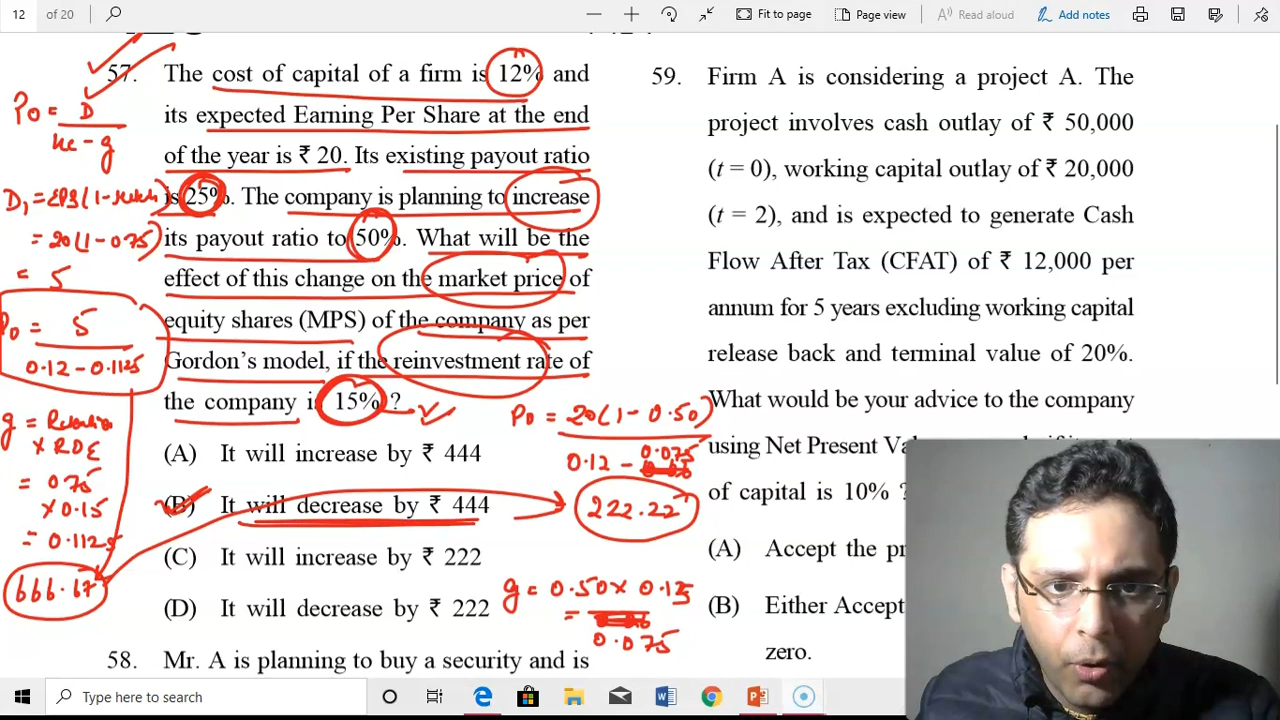 12 of 20
Fit to page
Page view
Read aloud
Add notes
57. The cost of capital of a firm is 12% and
its expected Earning Per Share at the end
of the year is ₹ 20. Its existing payout ratio
is 25%. The company is planning to increase
its payout ratio to 50%. What will be the
effect of this change on the market price of
equity shares (MPS) of the company as per
Gordon's model, if the reinvestment rate of
the company is 15% ?
(A) It will increase by ₹ 444
(B) It will decrease by ₹ 444
(C) It will increase by ₹ 222
(D) It will decrease by ₹ 222
58. Mr. A is planning to buy a security and is
P0 = D
ke - g
D1 = EPS(1 -
= 20(1 - 0.75)
= 5
P0 = 5
0.12 - 0.1125
g = Retention
× ROE
= 0.75
× 0.15
= 0.1125
666.67
P0 = 20(1 - 0.50)
0.12 - 0.075
222.22
g = 0.50 × 0.15
=
0.075
59. Firm A is considering a project A. The
project involves cash outlay of ₹ 50,000
(t = 0), working capital outlay of ₹ 20,000
(t = 2), and is expected to generate Cash
Flow After Tax (CFAT) of ₹ 12,000 per
annum for 5 years excluding working capital
release back and terminal value of 20%.
What would be your advice to the company
using Net Present
of capital is 10% ?
(A) Accept the
(B) Either Accept
zero.
Type here to search